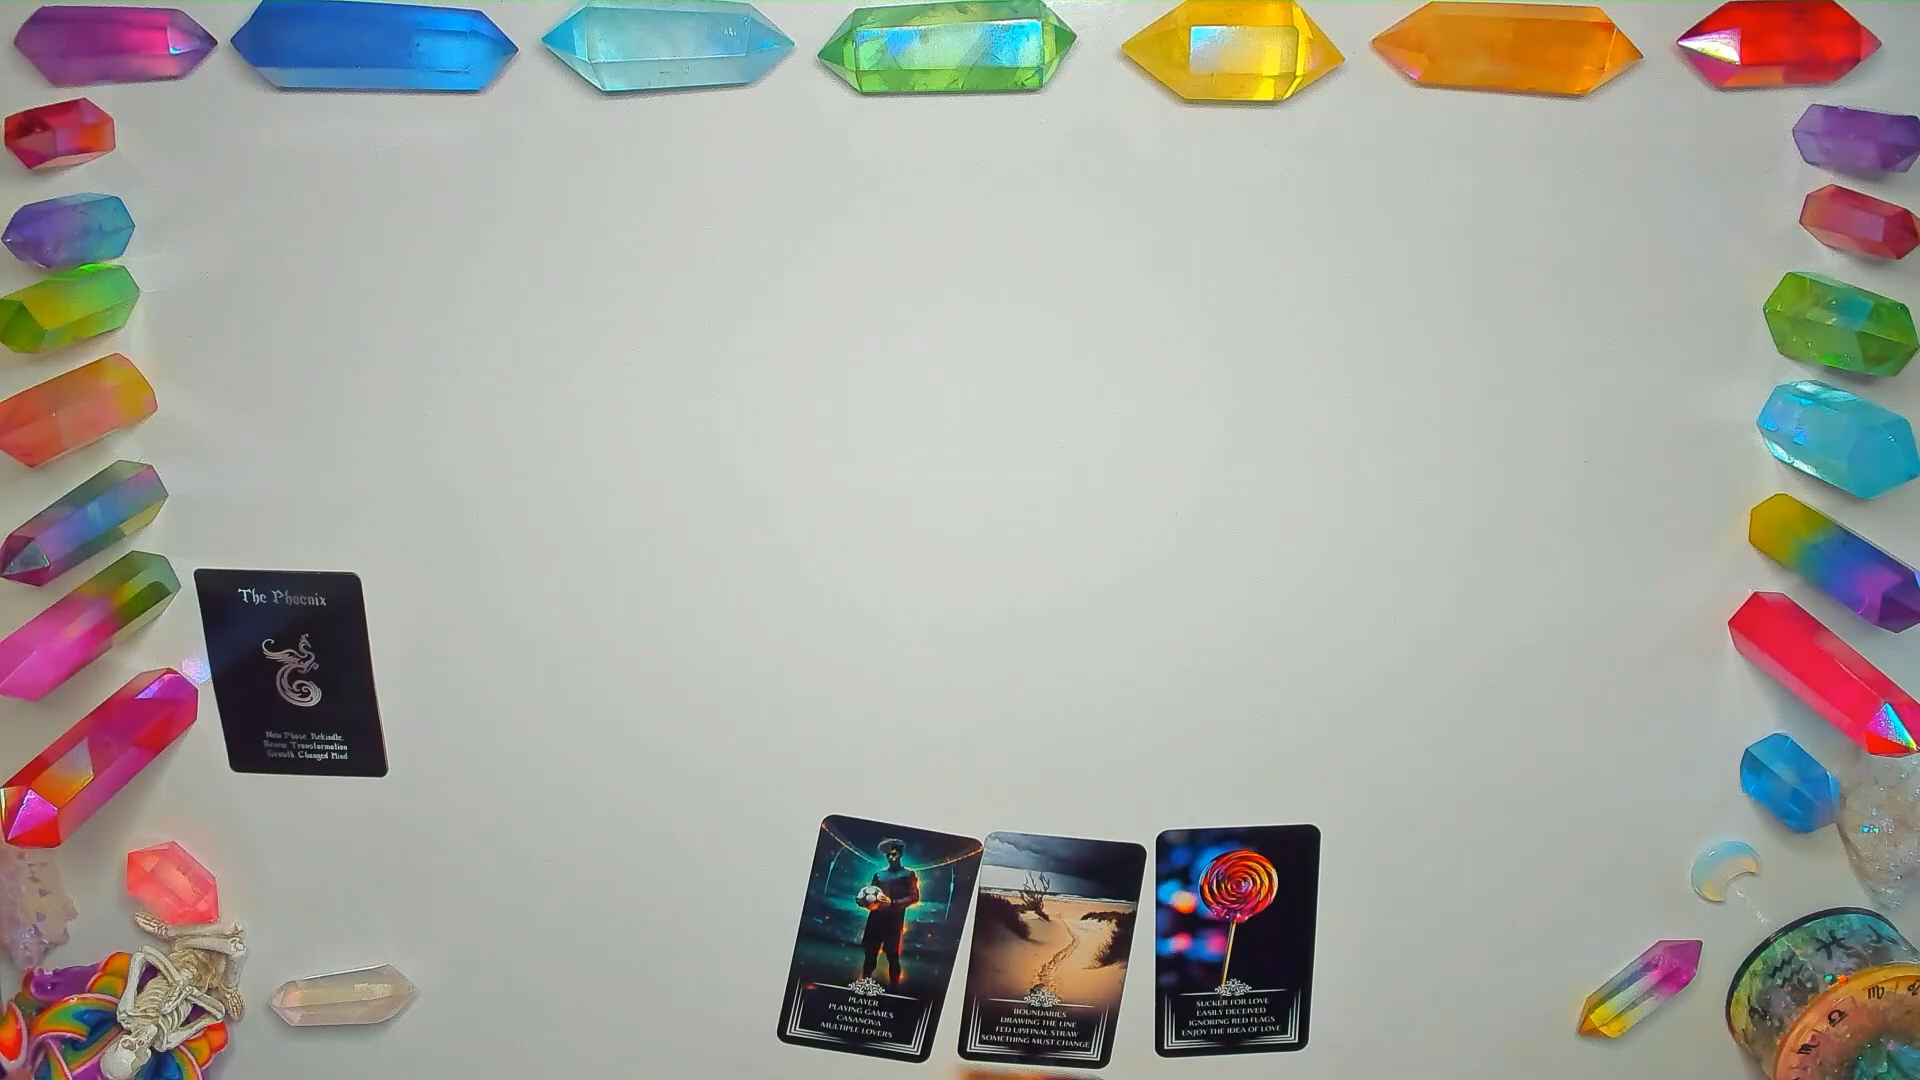 The Phoenix
New Phase Rekindle,
Renew Transformation
Growth Changed Mind
PLAYER
PLAYING GAMES
CASANOVA
MULTIPLE LOVERS
BOUNDARIES
DRAWING THE LINE
FED UP/FINAL STRAW
SOMETHING MUST CHANGE
SUCKER FOR LOVE
EASILY DECEIVED
IGNORING RED FLAGS
ENJOY THE IDEA OF LOVE